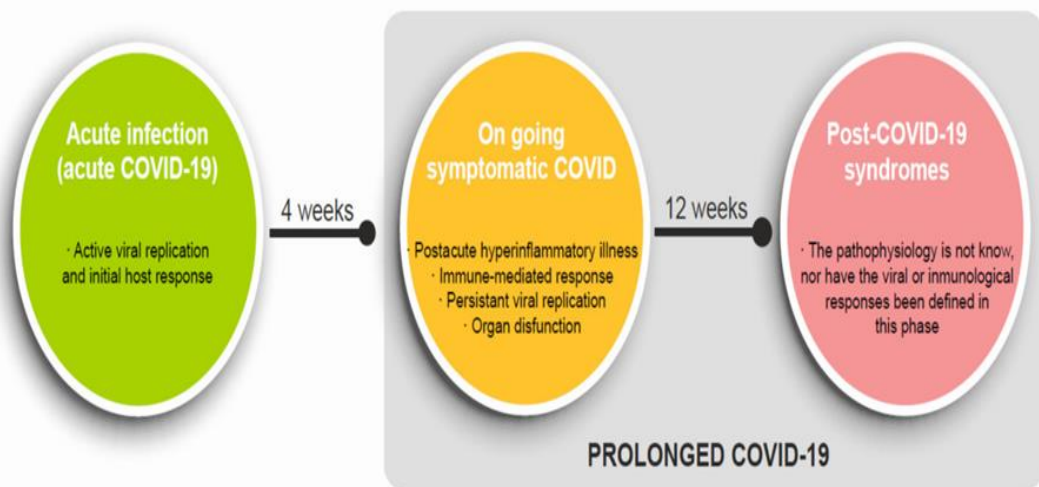 Acute infection
(acute COVID-19)
· Active viral replication
and initial host response
4 weeks
On going
symptomatic COVID
· Postacute hyperinflammatory illness
· Immune-mediated response
· Persistant viral replication
· Organ disfunction
12 weeks
Post-COVID-19
syndromes
· The pathophysiology is not know,
nor have the viral or inmunological
responses been defined in
this phase
PROLONGED COVID-19